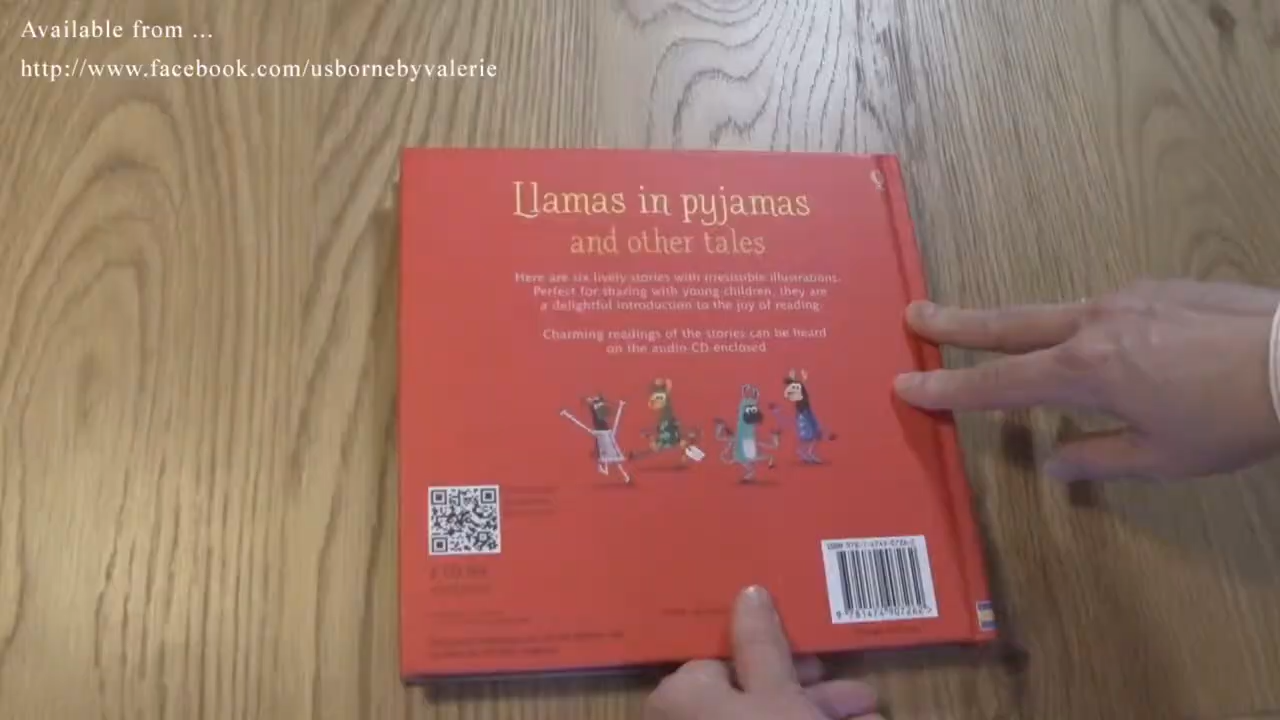 Available from ...
http://www.facebook.com/usbornebyvalerie
Llamas in pyjamas
and other tales
Here are six lively stories with irresistible illustrations.
Perfect for sharing with young children, they are
a delightful introduction to the joy of reading.
Charming readings of the stories can be heard
on the audio CD enclosed